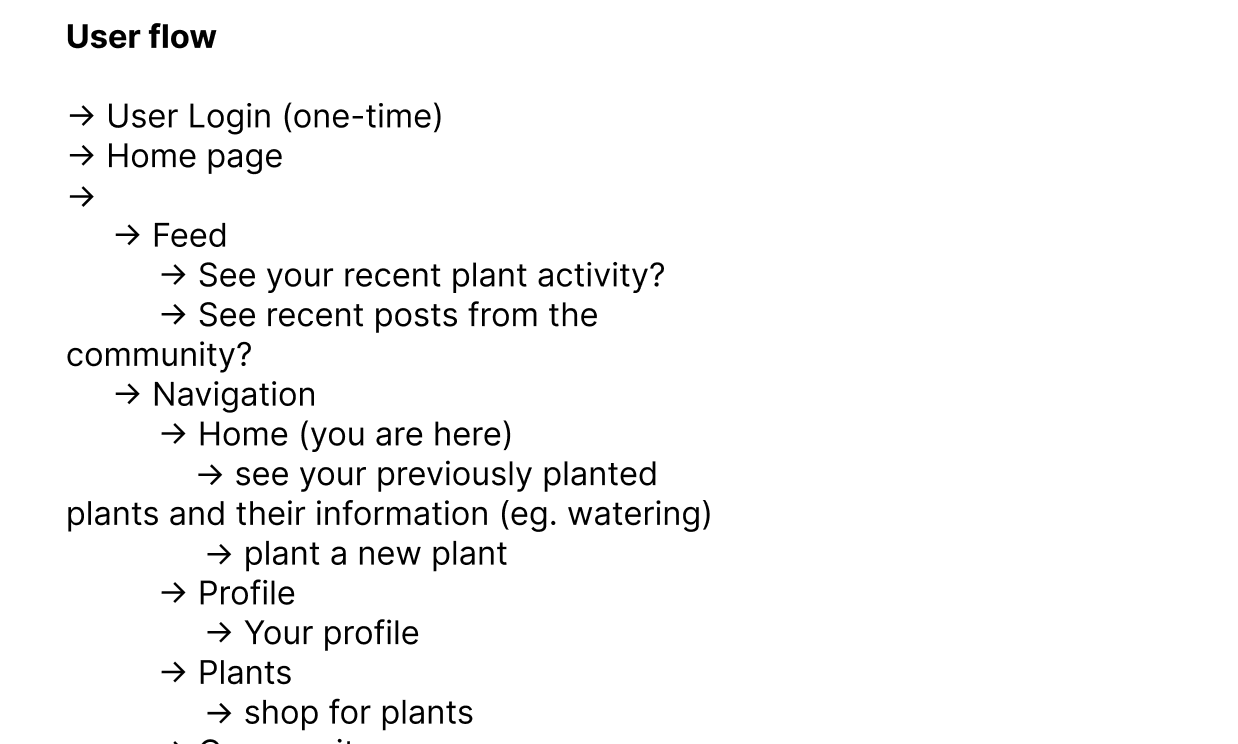 User flow
→ User Login (one-time)
→ Home page
→
→ Feed
→ See your recent plant activity?
→ See recent posts from the
community?
→ Navigation
→ Home (you are here)
→ see your previously planted
plants and their information (eg. watering)
→ plant a new plant
→ Profile
→ Your profile
→ Plants
→ shop for plants